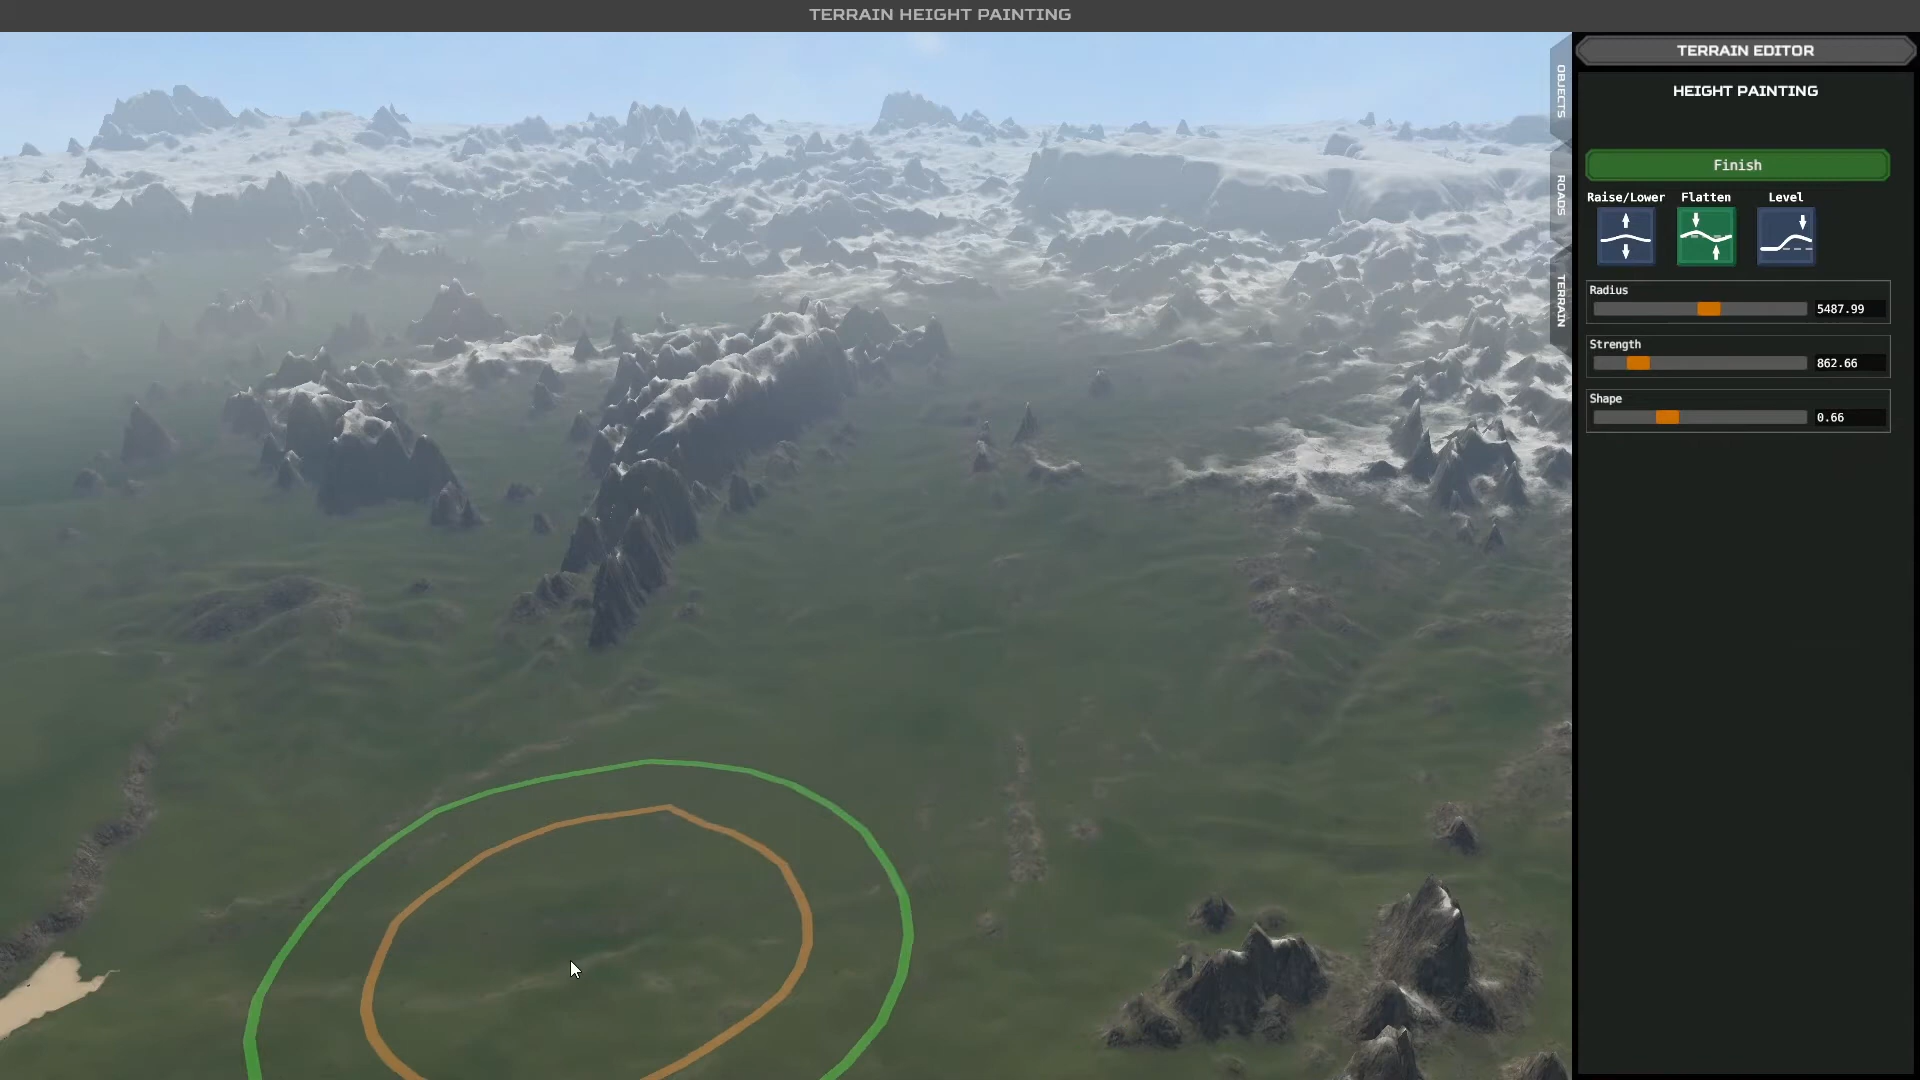 TERRAIN HEIGHT PAINTING
TERRAIN EDITOR
HEIGHT PAINTING
Finish
Raise/Lower Flatten Level
Radius
5487.99
Strength
862.66
Shape
0.66
OBJECTS
ROADS
TERRAIN